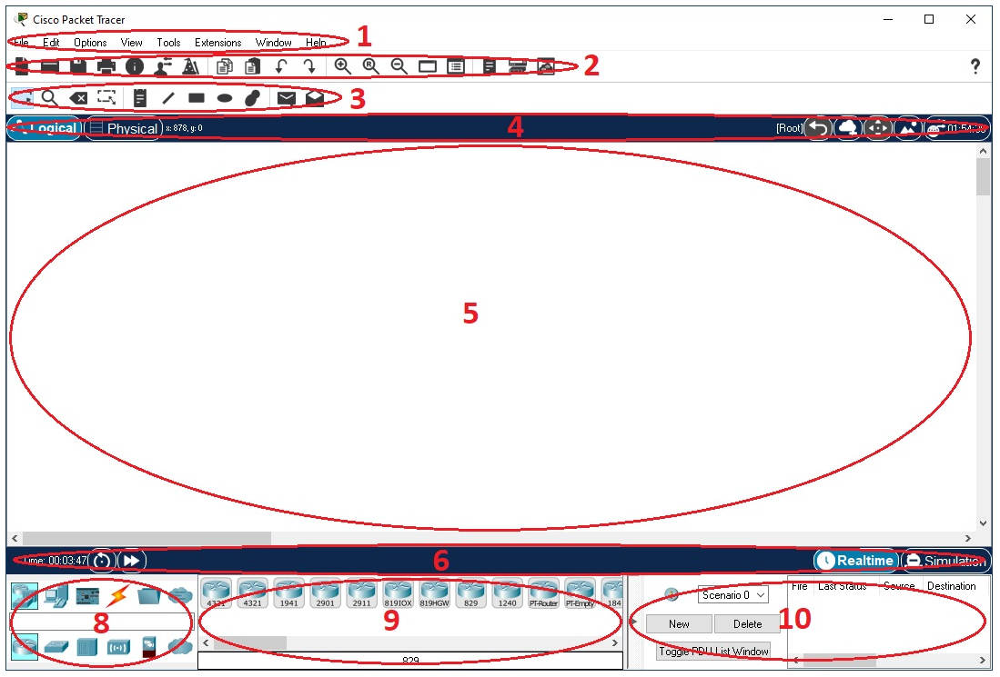 Cisco Packet Tracer
File Edit Options View Tools Extensions Window Help 1
2
?
3
Logical Physical x: 878, y: 0 4 [Root] 01:54:30
5
Time: 00:03:47 6 Realtime Simulation
4331 4321 1941 2901 2911 819IOX 819HGW 829 1240 PT-Router PT-Empty 184
Scenario 0 Fire Last Status Source Destination
8 9 New Delete 10
Toggle PDU List Window
829